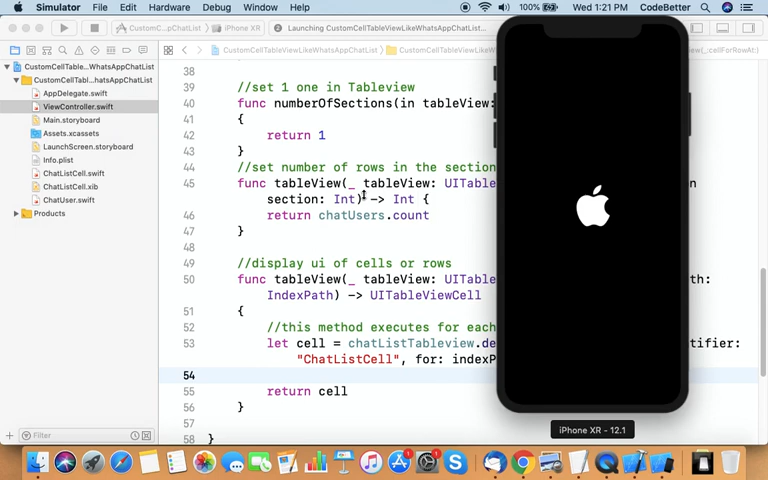 Simulator File Edit Hardware Debug Window Help 100% Wed 1:21 PM CodeBetter
CustomC...pChatList iPhone XR Launching CustomCellTableViewLikeWhatsAppChatList...
CustomCellTableViewLikeWhatsAppChatList CustomCellTableViewLikeW
CustomCellTabl...WhatsAppChatList
CustomCellTabl...hatsAppChatList
AppDelegate.swift
ViewController.swift
Main.storyboard
Assets.xcassets
LaunchScreen.storyboard
Info.plist
ChatListCell.swift
ChatListCell.xib
ChatUser.swift
Products
38
39 //set 1 one in Tableview
40 func numberOfSections(in tableView:
41 {
42 return 1
43 }
44 //set number of rows in the section
45 func tableView(_ tableView: UITable n
section: Int) -> Int {
46 return chatUsers.count
47 }
48
49 //display ui of cells or rows
50 func tableView(_ tableView: UITable th:
IndexPath) -> UITableViewCell
51 {
52 //this method executes for each
53 let cell = chatListTableview.de tifier:
"ChatListCell", for: indexP
54
55 return cell
56 }
57
58 }
Filter
iPhone XR - 12.1